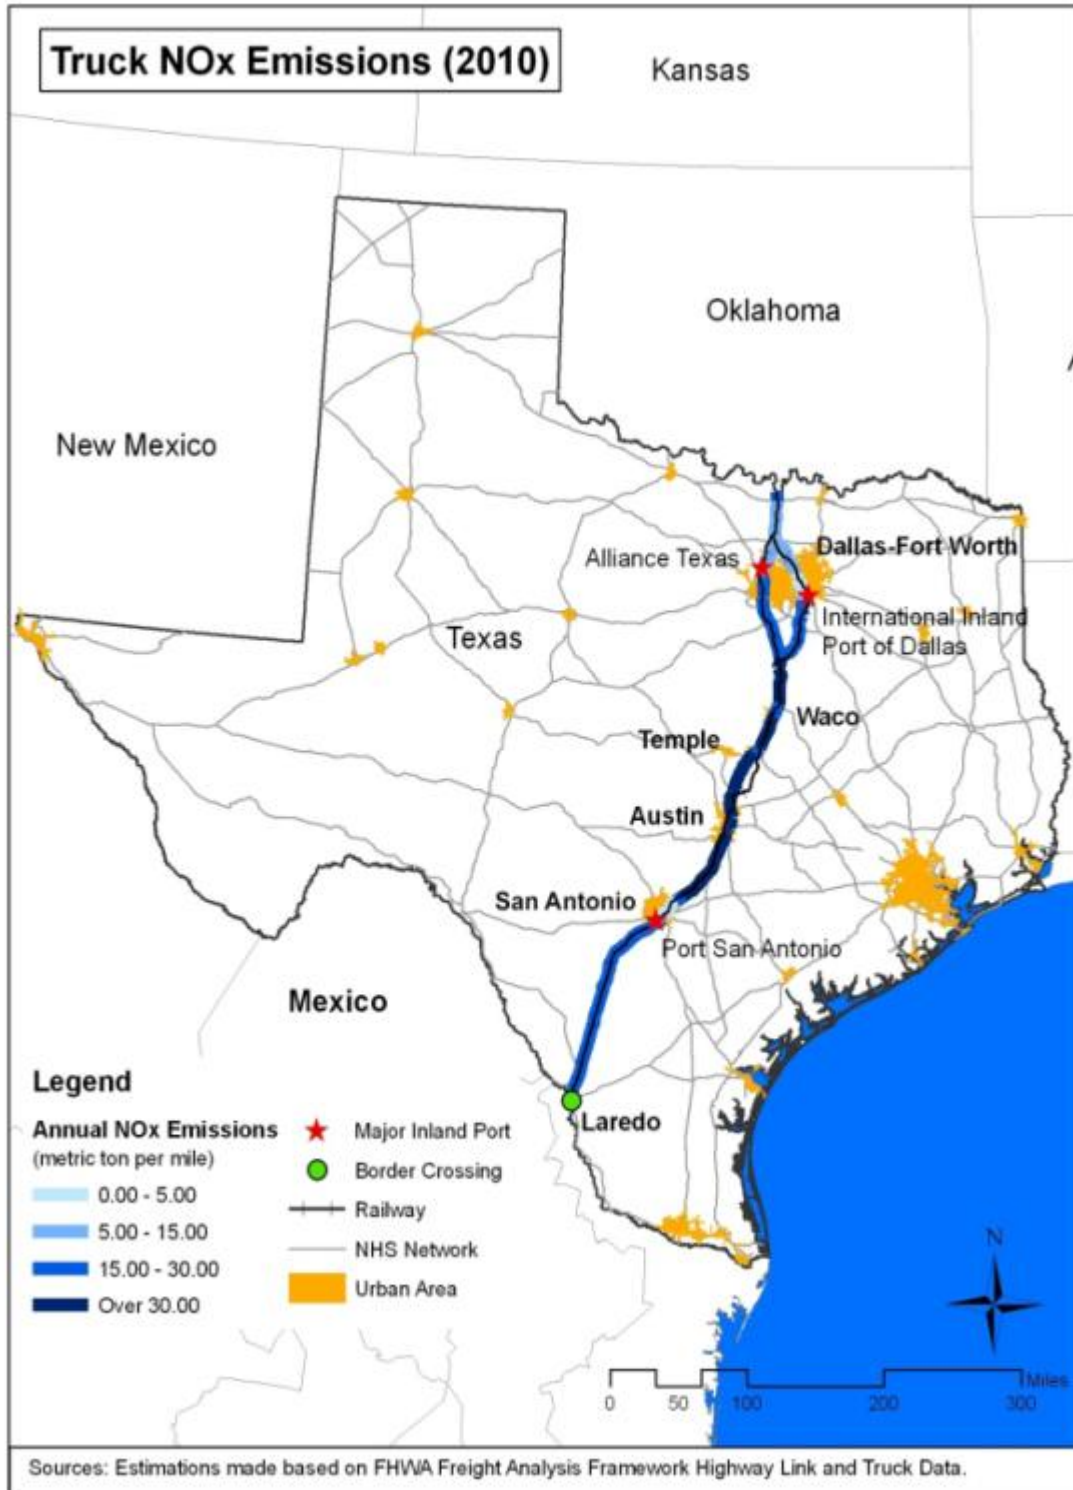 Truck NOx Emissions (2010)
Kansas
Oklahoma
A
New Mexico
Alliance Texas
Dallas-Fort Worth
International Inland
Port of Dallas
Texas
Waco
Temple
Austin
San Antonio
Port San Antonio
Mexico
Laredo
Legend
Annual NOx Emissions
(metric ton per mile)
0.00 - 5.00
5.00 - 15.00
15.00 - 30.00
Over 30.00
Major Inland Port
Border Crossing
Railway
NHS Network
Urban Area
N
Miles
0 50 100 200 300
Sources: Estimations made based on FHWA Freight Analysis Framework Highway Link and Truck Data.